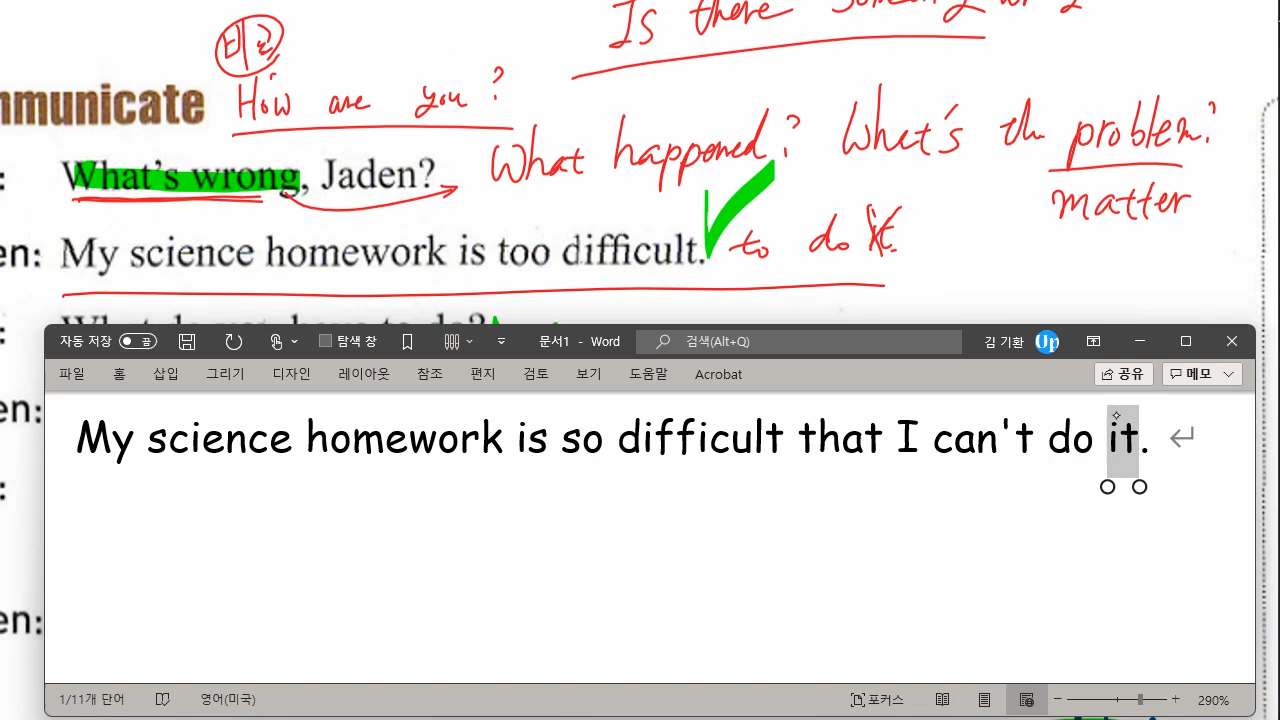 Is there
비교
How are you?
mmunicate
What happened? What's the problem?
What's wrong, Jaden?
matter
en: My science homework is too difficult. to do it.
자동 저장 끔 탐색 창 문서1 - Word 검색(Alt+Q) 김 기환 Up
파일 홈 삽입 그리기 디자인 레이아웃 참조 편지 검토 보기 도움말 Acrobat 공유 메모
en:
My science homework is so difficult that I can't do it.
en:
1/11개 단어 영어(미국) 포커스 290%